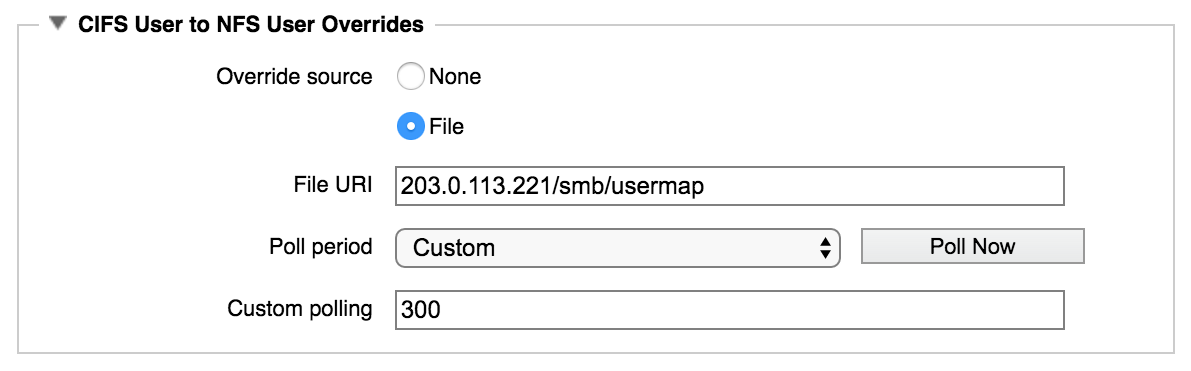 CIFS User to NFS User Overrides
Override source None
File
File URI 203.0.113.221/smb/usermap
Poll period Custom Poll Now
Custom polling 300